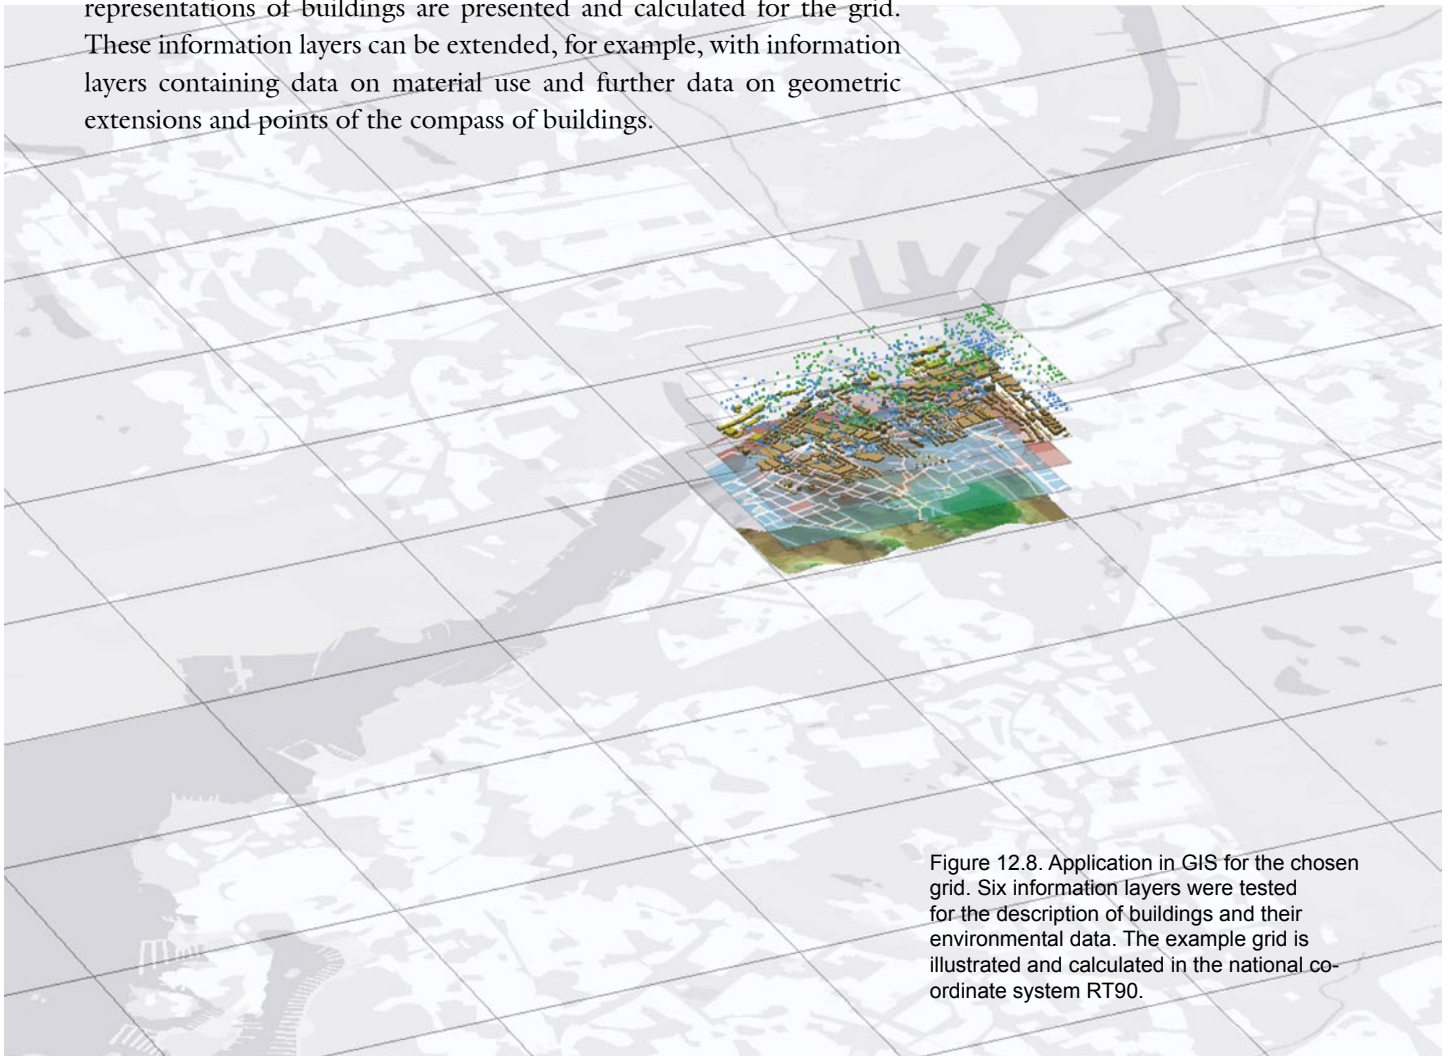 representations of buildings are presented and calculated for the grid.
These information layers can be extended, for example, with information
layers containing data on material use and further data on geometric
extensions and points of the compass of buildings.
Figure 12.8. Application in GIS for the chosen
grid. Six information layers were tested
for the description of buildings and their
environmental data. The example grid is
illustrated and calculated in the national co-
ordinate system RT90.